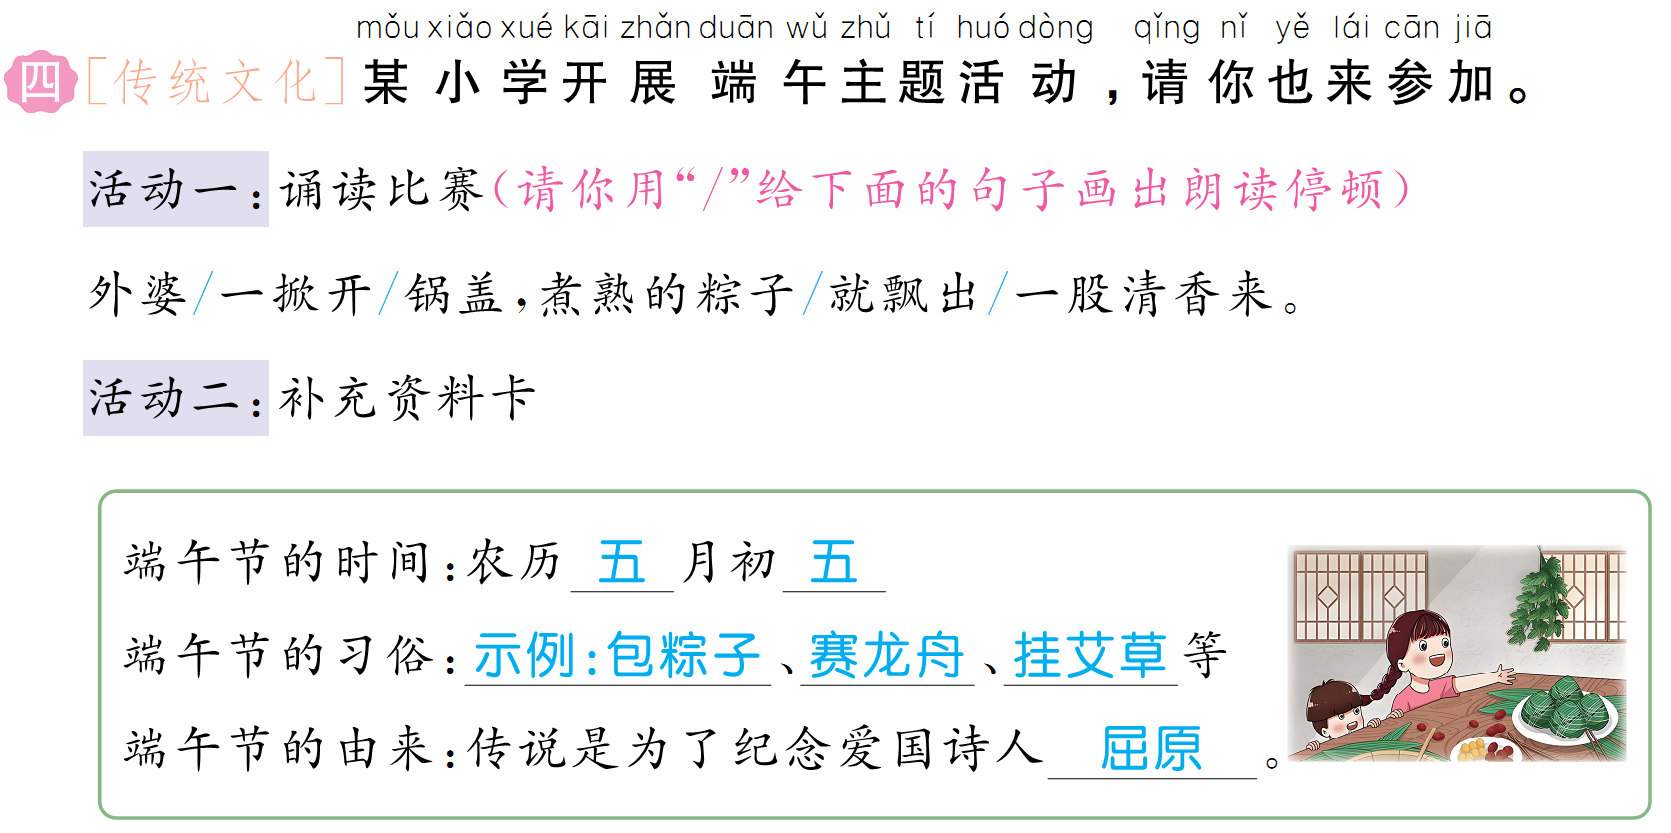 mǒu xiǎo xué kāi zhǎn duān wǔ zhǔ tí huó dòng qǐng nǐ yě lái cān jiā
四[传统文化]某小学开展端午主题活动,请你也来参加。
活动一:诵读比赛(请你用“/”给下面的句子画出朗读停顿)
外婆/一掀开/锅盖,煮熟的粽子/就飘出/一股清香来。
活动二:补充资料卡
端午节的时间:农历 五 月初 五
端午节的习俗:示例:包粽子、赛龙舟、挂艾草等
端午节的由来:传说是为了纪念爱国诗人 屈原 。